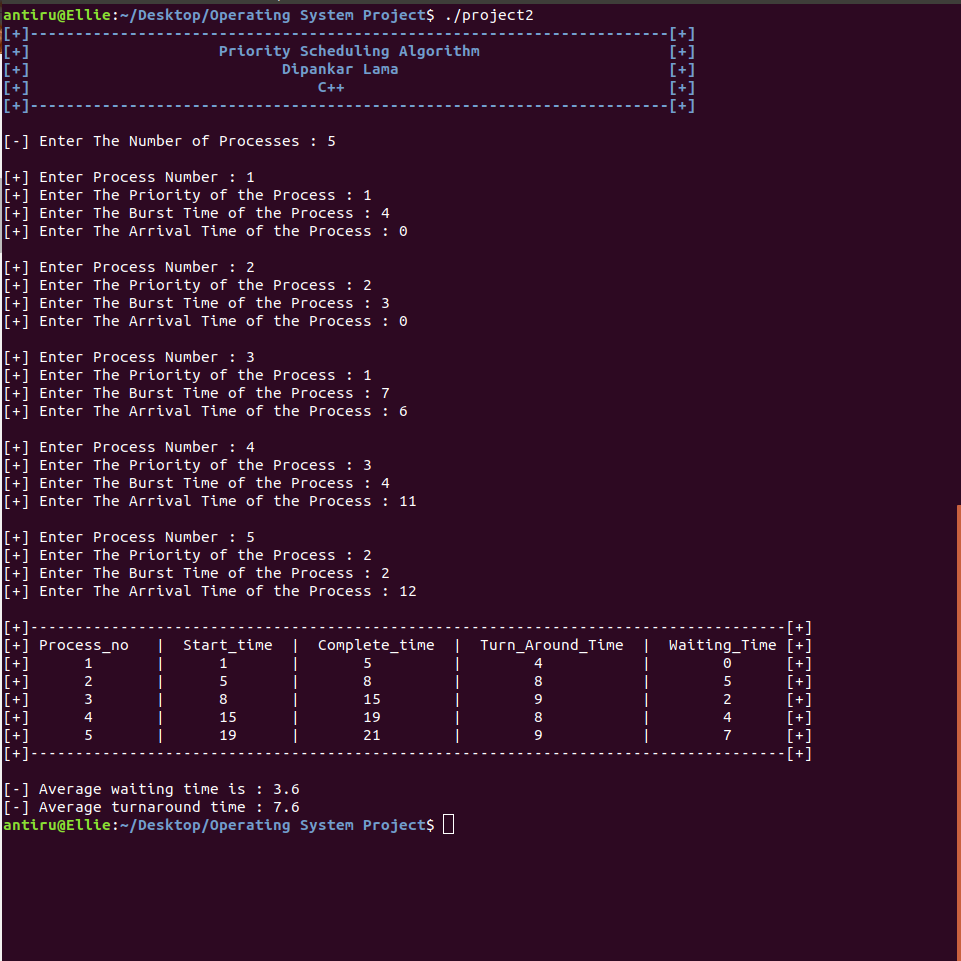 antiru@Ellie:~/Desktop/Operating System Project$ ./project2
[+]-----------------------------------------------------------------------[+]
[+]                     Priority Scheduling Algorithm                     [+]
[+]                            Dipankar Lama                              [+]
[+]                                C++                                    [+]
[+]-----------------------------------------------------------------------[+]

[-] Enter The Number of Processes : 5

[+] Enter Process Number : 1
[+] Enter The Priority of the Process : 1
[+] Enter The Burst Time of the Process : 4
[+] Enter The Arrival Time of the Process : 0

[+] Enter Process Number : 2
[+] Enter The Priority of the Process : 2
[+] Enter The Burst Time of the Process : 3
[+] Enter The Arrival Time of the Process : 0

[+] Enter Process Number : 3
[+] Enter The Priority of the Process : 1
[+] Enter The Burst Time of the Process : 7
[+] Enter The Arrival Time of the Process : 6

[+] Enter Process Number : 4
[+] Enter The Priority of the Process : 3
[+] Enter The Burst Time of the Process : 4
[+] Enter The Arrival Time of the Process : 11

[+] Enter Process Number : 5
[+] Enter The Priority of the Process : 2
[+] Enter The Burst Time of the Process : 2
[+] Enter The Arrival Time of the Process : 12

[+]------------------------------------------------------------------------------------[+]
[+] Process_no   |  Start_time  |  Complete_time  |  Turn_Around_Time  |  Waiting_Time [+]
[+]      1       |      1       |       5         |        4           |        0      [+]
[+]      2       |      5       |       8         |        8           |        5      [+]
[+]      3       |      8       |       15        |        9           |        2      [+]
[+]      4       |      15      |       19        |        8           |        4      [+]
[+]      5       |      19      |       21        |        9           |        7      [+]
[+]------------------------------------------------------------------------------------[+]

[-] Average waiting time is : 3.6
[-] Average turnaround time : 7.6
antiru@Ellie:~/Desktop/Operating System Project$